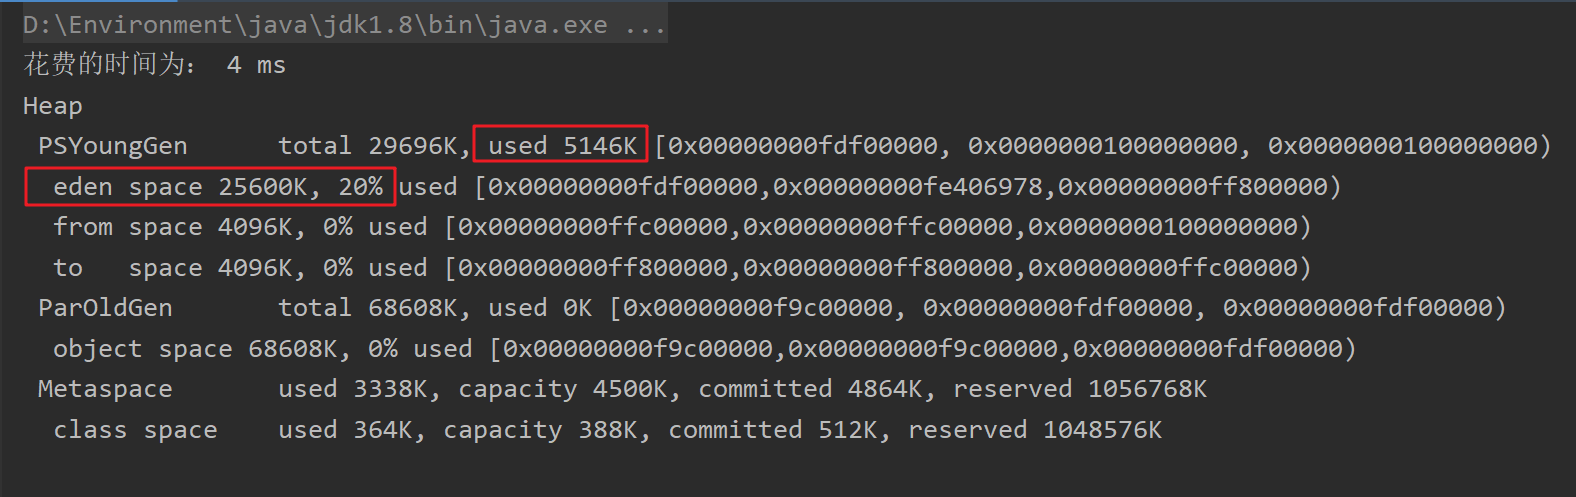 D:\Environment\java\jdk1.8\bin\java.exe ...
花费的时间为： 4 ms
Heap
 PSYoungGen      total 29696K, used 5146K [0x00000000fdf00000, 0x0000000100000000, 0x0000000100000000)
  eden space 25600K, 20% used [0x00000000fdf00000,0x00000000fe406978,0x00000000ff800000)
  from space 4096K, 0% used [0x00000000ffc00000,0x00000000ffc00000,0x0000000100000000)
  to   space 4096K, 0% used [0x00000000ff800000,0x00000000ff800000,0x00000000ffc00000)
 ParOldGen       total 68608K, used 0K [0x00000000f9c00000, 0x00000000fdf00000, 0x00000000fdf00000)
  object space 68608K, 0% used [0x00000000f9c00000,0x00000000f9c00000,0x00000000fdf00000)
 Metaspace       used 3338K, capacity 4500K, committed 4864K, reserved 1056768K
  class space    used 364K, capacity 388K, committed 512K, reserved 1048576K